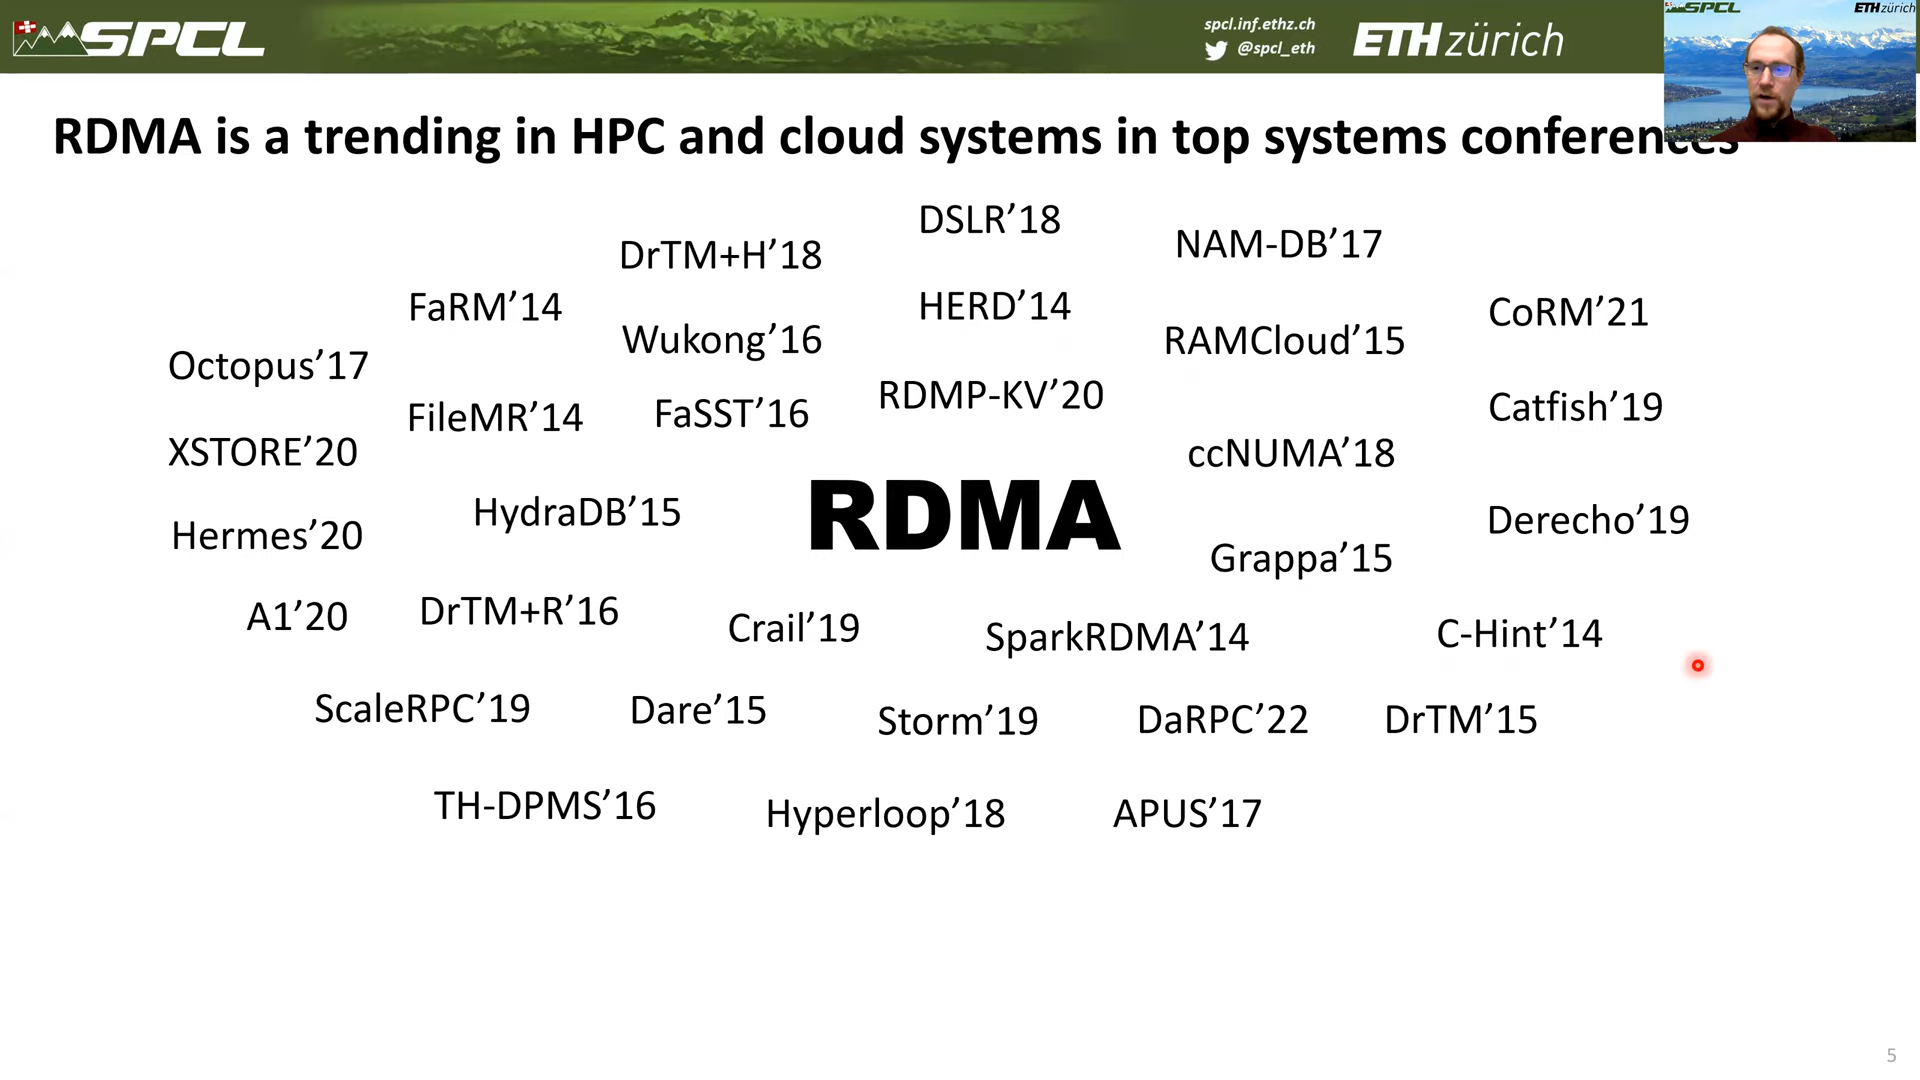 SPCL
spcl.inf.ethz.ch
@spcl_eth
ETH zürich
SPCL
ETH zürich
RDMA is a trending in HPC and cloud systems in top systems conferences
DSLR’18
NAM-DB’17
DrTM+H’18
FaRM’14
HERD’14
CoRM’21
Wukong’16
RAMCloud’15
Octopus’17
RDMP-KV’20
Catfish’19
FileMR’14
FaSST’16
XSTORE’20
ccNUMA’18
HydraDB’15
RDMA
Derecho’19
Hermes’20
Grappa’15
A1’20
DrTM+R’16
Crail’19
SparkRDMA’14
C-Hint’14
ScaleRPC’19
Dare’15
Storm’19
DaRPC’22
DrTM’15
TH-DPMS’16
Hyperloop’18
APUS’17
5